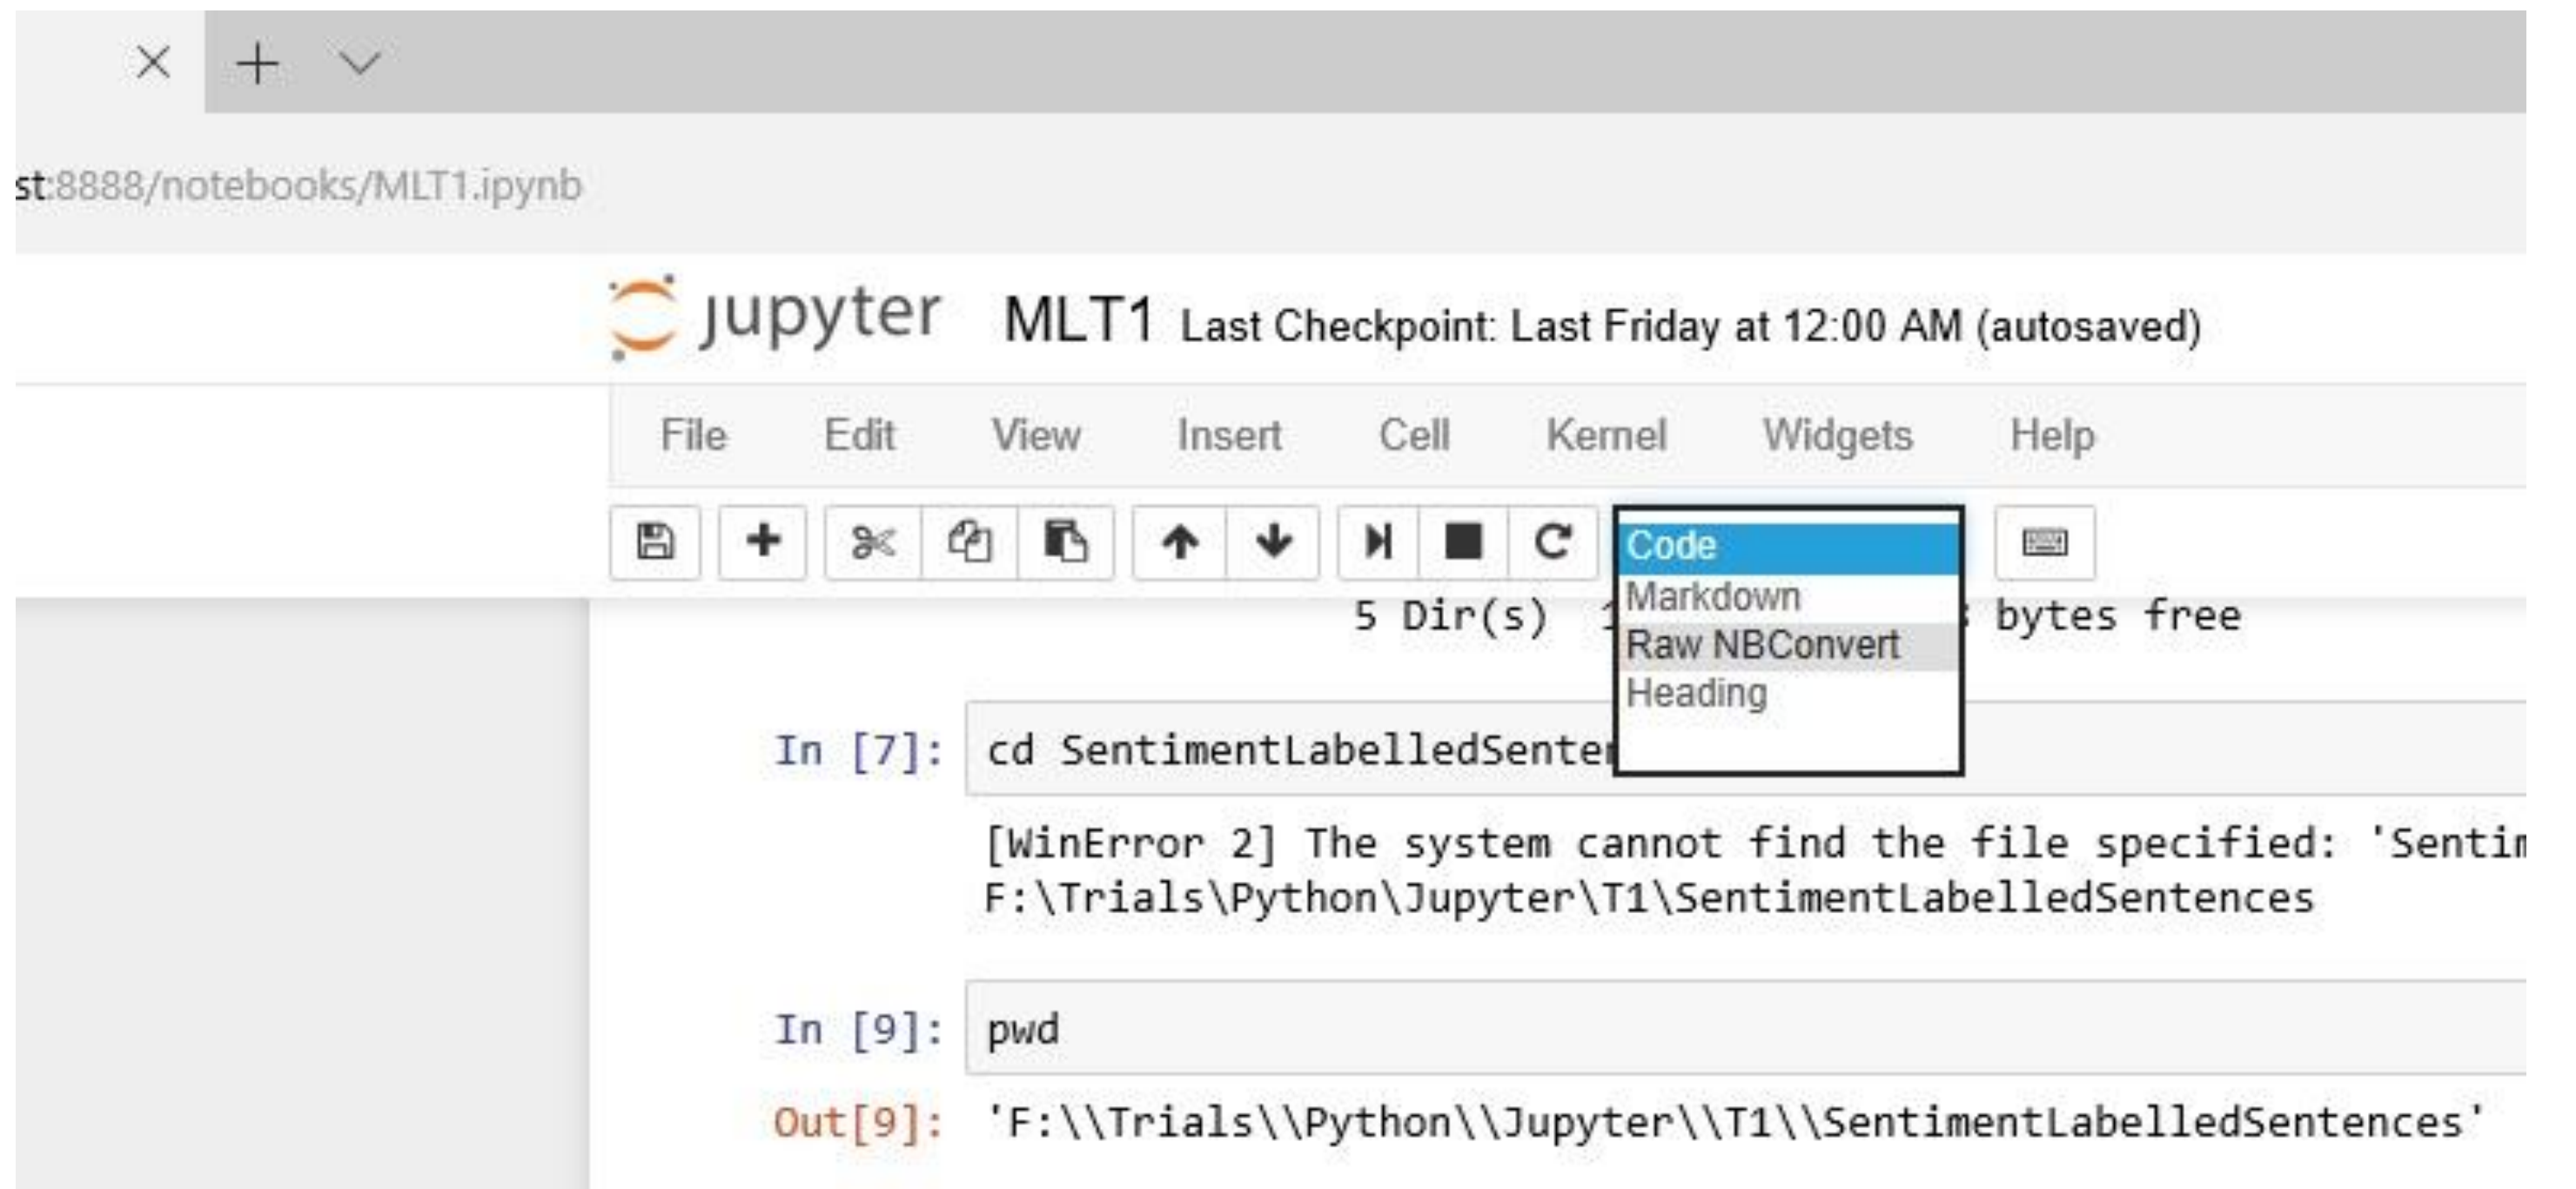 st:8888/notebooks/MLT1.ipynb
jupyter MLT1 Last Checkpoint: Last Friday at 12:00 AM (autosaved)
File Edit View Insert Cell Kernel Widgets Help
Code
Markdown
5 Dir(s) bytes free
Raw NBConvert
Heading
In [7]: cd SentimentLabelledSenten
[WinError 2] The system cannot find the file specified: 'Sentim
F:\Trials\Python\Jupyter\T1\SentimentLabelledSentences
In [9]: pwd
Out[9]: 'F:\\Trials\\Python\\Jupyter\\T1\\SentimentLabelledSentences'